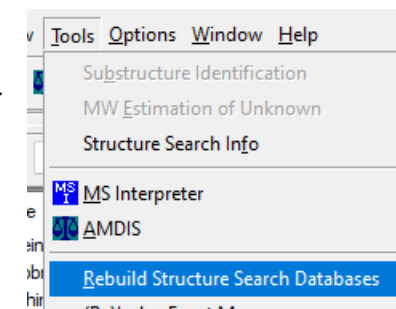 Tools Options Window Help
Substructure Identification
MW Estimation of Unknown
Structure Search Info
MS Interpreter
AMDIS
Rebuild Structure Search Databases